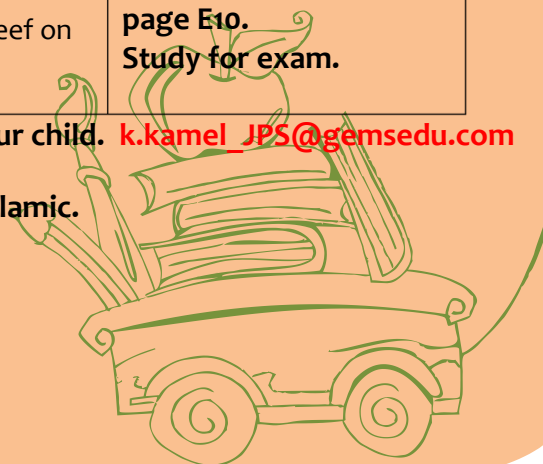 eef on
page E10.
Study for exam.
ur child. k.kamel_JPS@gemsedu.com
lamic.